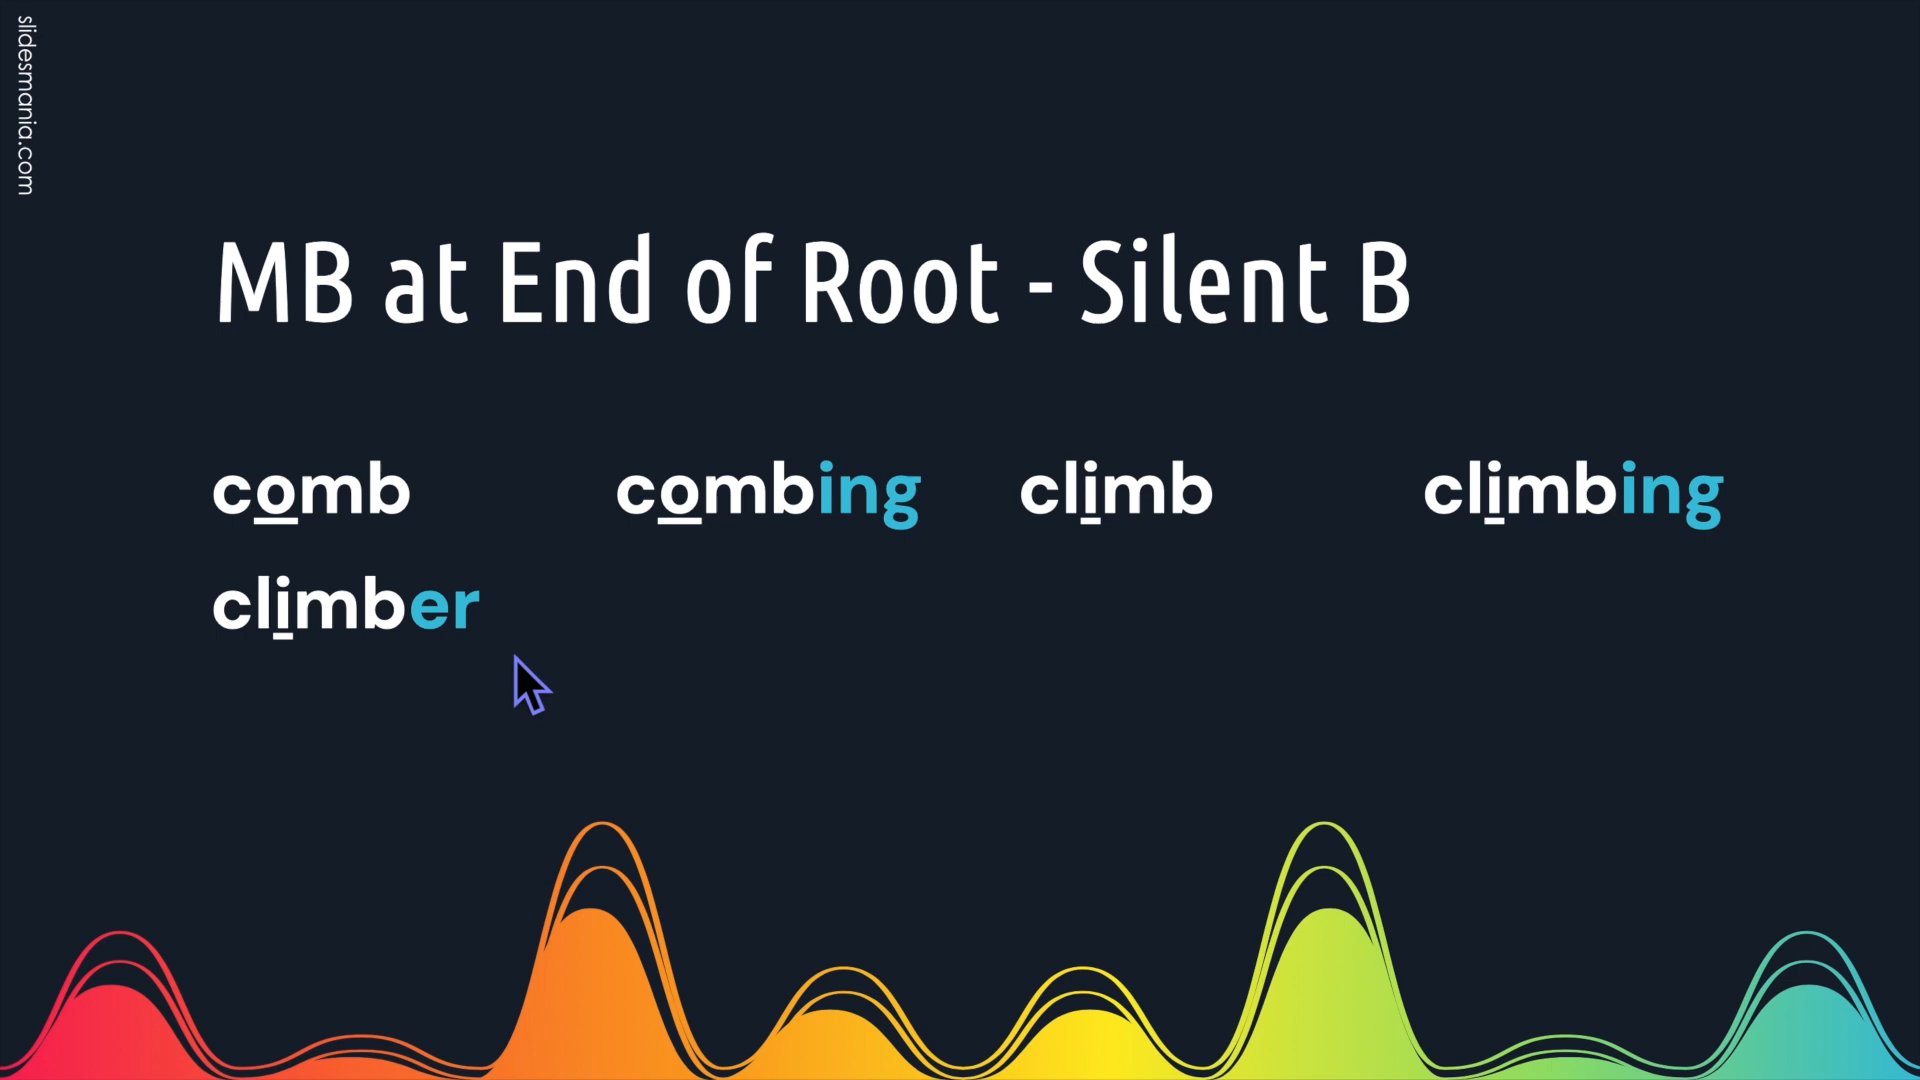 slidesmania.com
MB at End of Root - Silent B
comb combing climb climbing
climber